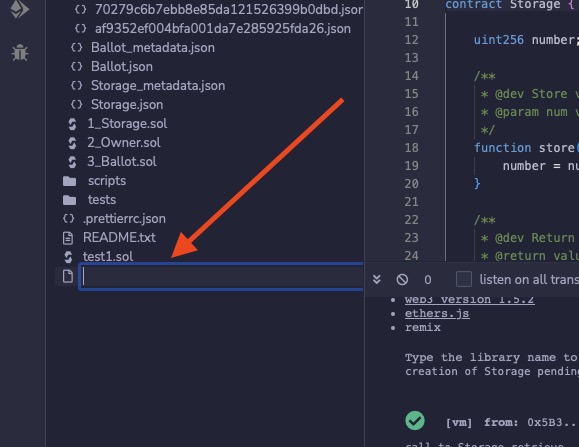 70279c6b7ebb8e85da121526399b0dbd.json
af9352ef004bfa001da7e285925fda26.json
Ballot_metadata.json
Ballot.json
Storage_metadata.json
Storage.json
1_Storage.sol
2_Owner.sol
3_Ballot.sol
scripts
tests
.prettierrc.json
README.txt
test1.sol
10 contract Storage {
11
12 uint256 number;
13
14 /**
15 * @dev Store v
16 * @param num v
17 */
18 function store(
19 number = nu
20 }
21
22 /**
23 * @dev Return
24 * @return valu
0 listen on all trans
web3 version 1.5.2
ethers.js
remix
Type the library name to
creation of Storage pending
[vm] from: 0x5B3...
call to Storage.retrieve